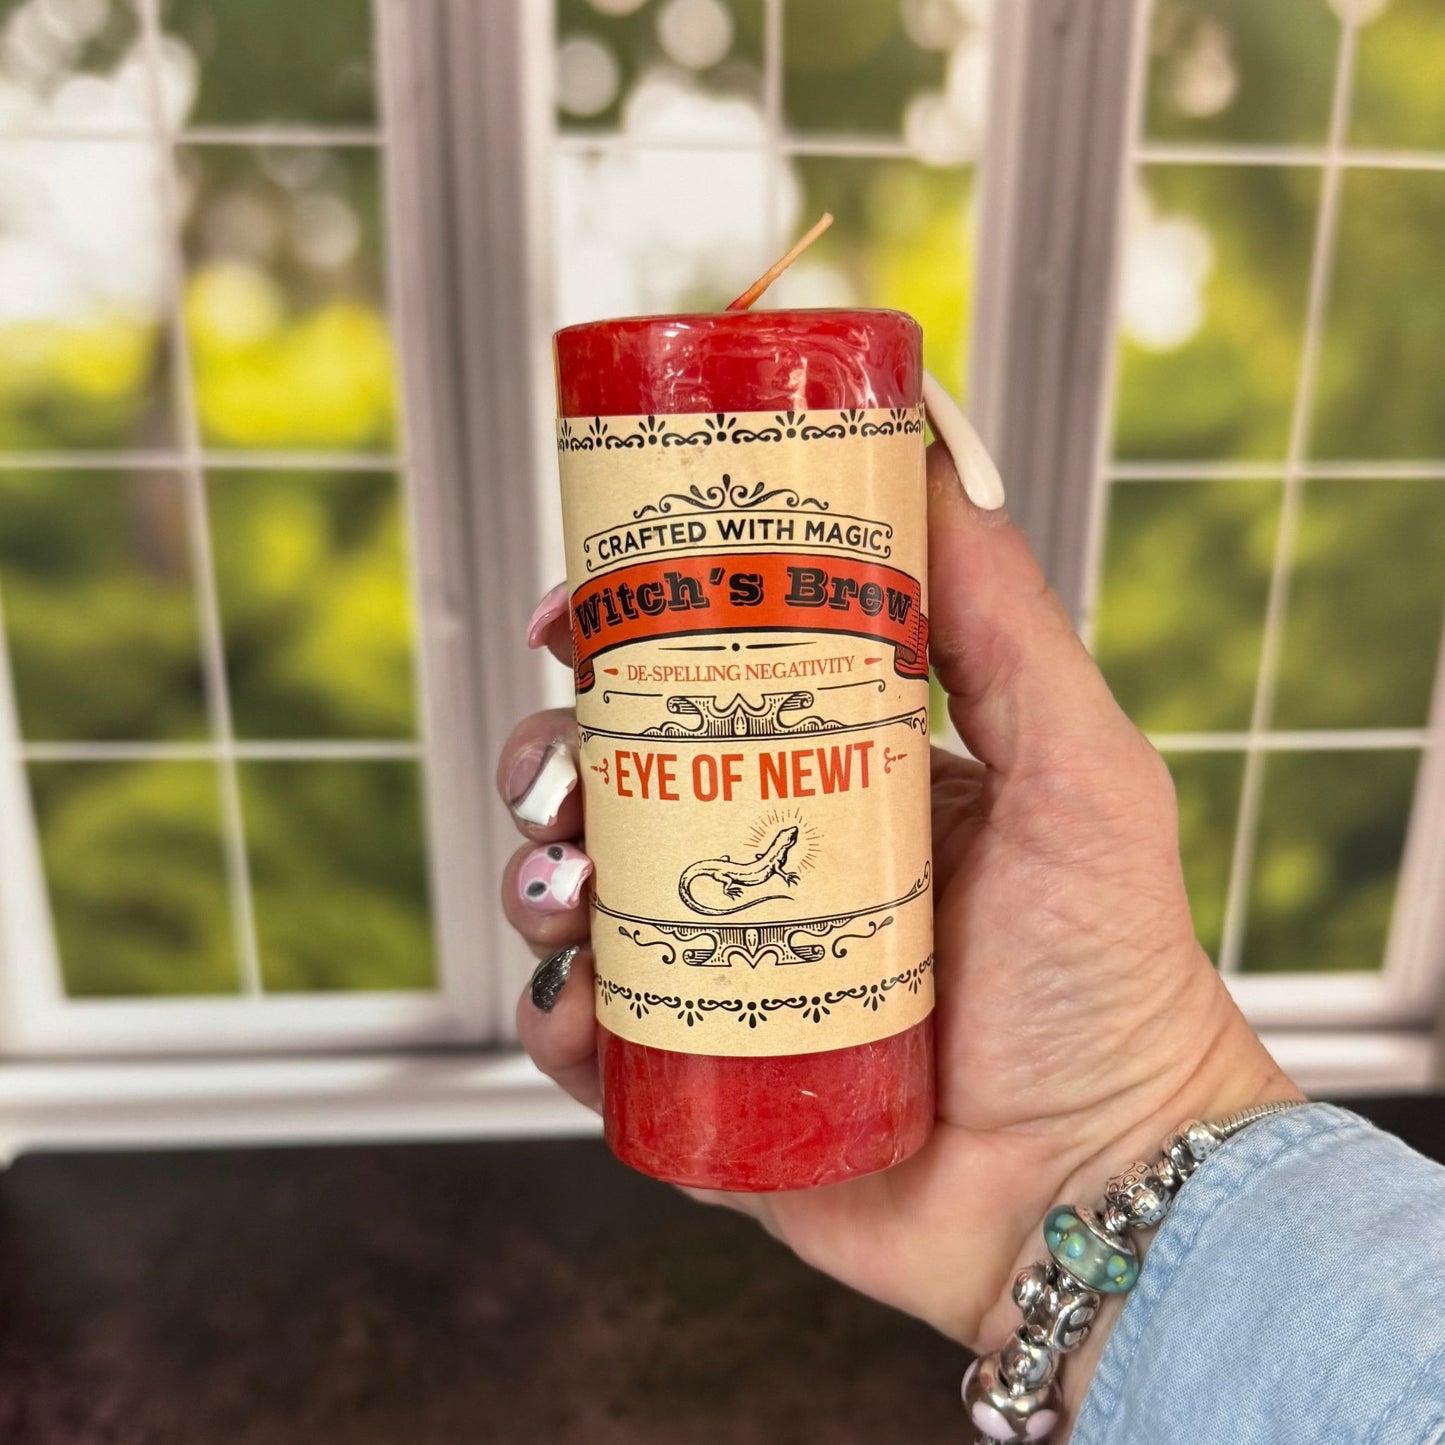 CRAFTED WITH MAGIC
Witch's Brew
DE-SPELLING NEGATIVITY
EYE OF NEWT